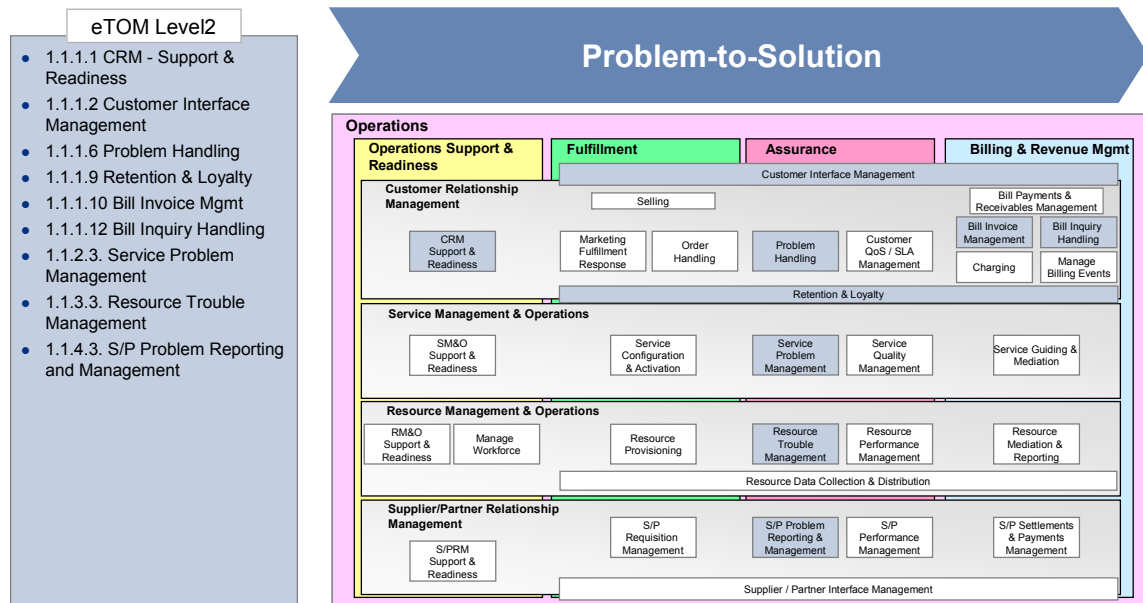 eTOM Level2
1.1.1.1 CRM - Support &
Readiness
1.1.1.2 Customer Interface
Management
1.1.1.6 Problem Handling
1.1.1.9 Retention & Loyalty
1.1.1.10 Bill Invoice Mgmt
1.1.1.12 Bill Inquiry Handling
1.1.2.3. Service Problem
Management
1.1.3.3. Resource Trouble
Management
1.1.4.3. S/P Problem Reporting
and Management
Problem-to-Solution
Operations
Operations Support &
Readiness
Fulfillment
Assurance
Billing & Revenue Mgmt
Customer Interface Management
Customer Relationship
Management
Selling
Bill Payments &
Receivables Management
CRM
Support &
Readiness
Marketing
Fulfillment
Response
Order
Handling
Problem
Handling
Customer
QoS / SLA
Management
Bill Invoice
Management
Bill Inquiry
Handling
Charging
Manage
Billing Events
Retention & Loyalty
Service Management & Operations
SM&O
Support &
Readiness
Service
Configuration
& Activation
Service
Problem
Management
Service
Quality
Management
Service Guiding &
Mediation
Resource Management & Operations
RM&O
Support &
Readiness
Manage
Workforce
Resource
Provisioning
Resource
Trouble
Management
Resource
Performance
Management
Resource
Mediation &
Reporting
Resource Data Collection & Distribution
Supplier/Partner Relationship
Management
S/PRM
Support &
Readiness
S/P
Requisition
Management
S/P Problem
Reporting &
Management
S/P
Performance
Management
S/P Settlements
& Payments
Management
Supplier / Partner Interface Management